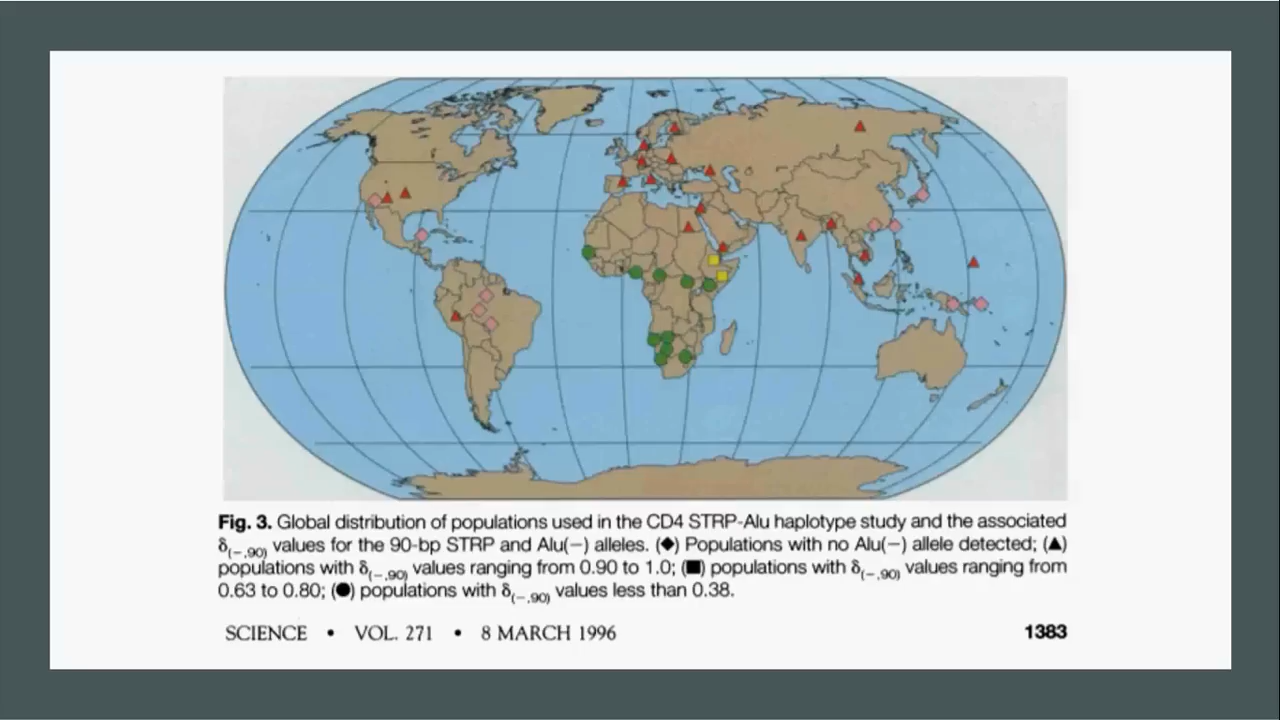 Fig. 3. Global distribution of populations used in the CD4 STRP-Alu haplotype study and the associated
δ(−,90) values for the 90-bp STRP and Alu(−) alleles. (◆) Populations with no Alu(−) allele detected; (▲)
populations with δ(−,90) values ranging from 0.90 to 1.0; (■) populations with δ(−,90) values ranging from
0.63 to 0.80; (●) populations with δ(−,90) values less than 0.38.
SCIENCE • VOL. 271 • 8 MARCH 1996 1383